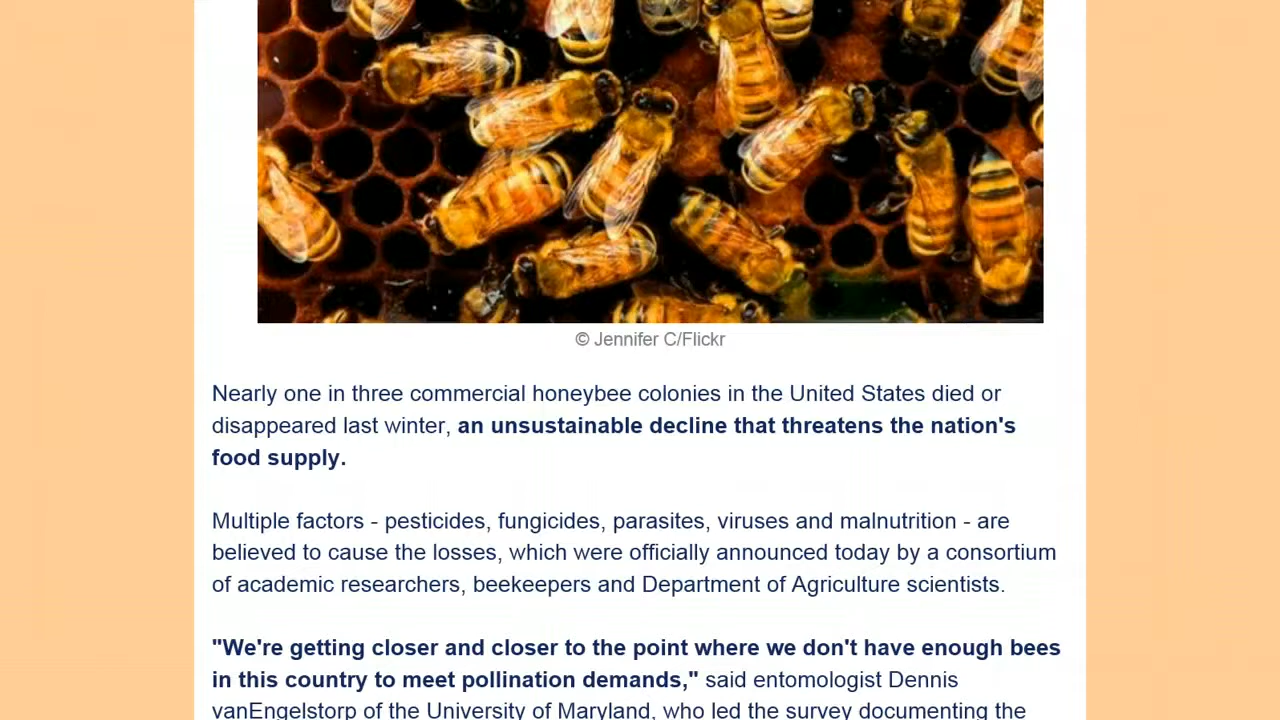 © Jennifer C/Flickr
Nearly one in three commercial honeybee colonies in the United States died or
disappeared last winter, an unsustainable decline that threatens the nation's
food supply.
Multiple factors - pesticides, fungicides, parasites, viruses and malnutrition - are
believed to cause the losses, which were officially announced today by a consortium
of academic researchers, beekeepers and Department of Agriculture scientists.
"We're getting closer and closer to the point where we don't have enough bees
in this country to meet pollination demands," said entomologist Dennis
vanEngelstorp of the University of Maryland, who led the survey documenting the